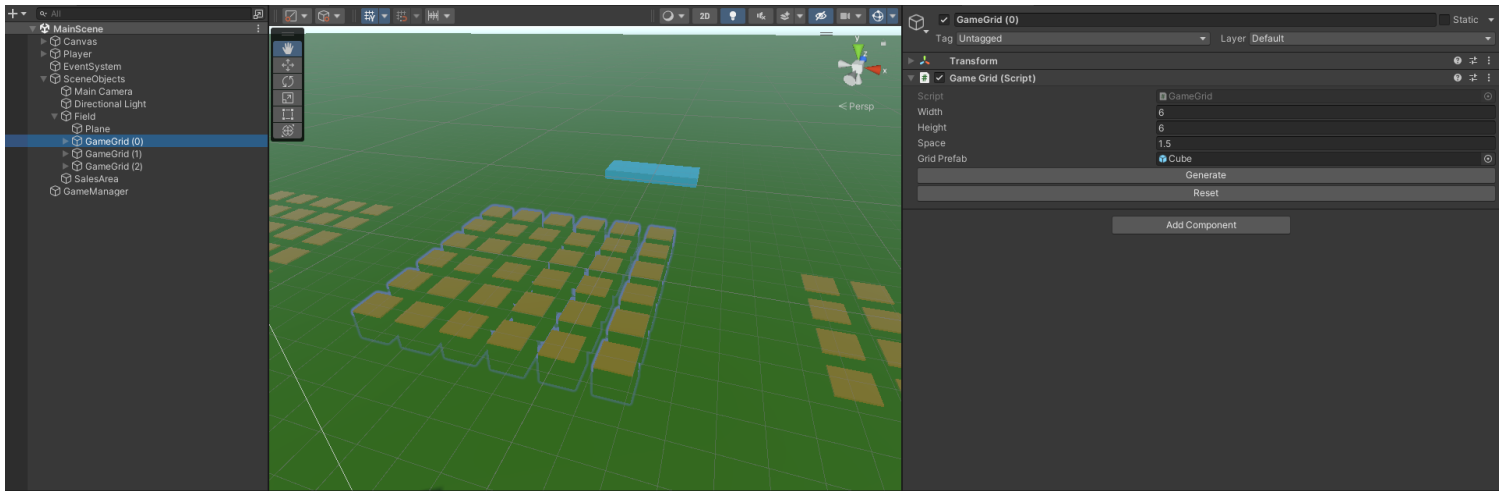 All
MainScene
Canvas
Player
EventSystem
SceneObjects
Main Camera
Directional Light
Field
Plane
GameGrid (0)
GameGrid (1)
GameGrid (2)
SalesArea
GameManager
2D
y
x
z
Persp
GameGrid (0)
Static
Tag Untagged
Layer Default
Transform
# Game Grid (Script)
Script GameGrid
Width 6
Height 6
Space 1.5
Grid Prefab Cube
Generate
Reset
Add Component